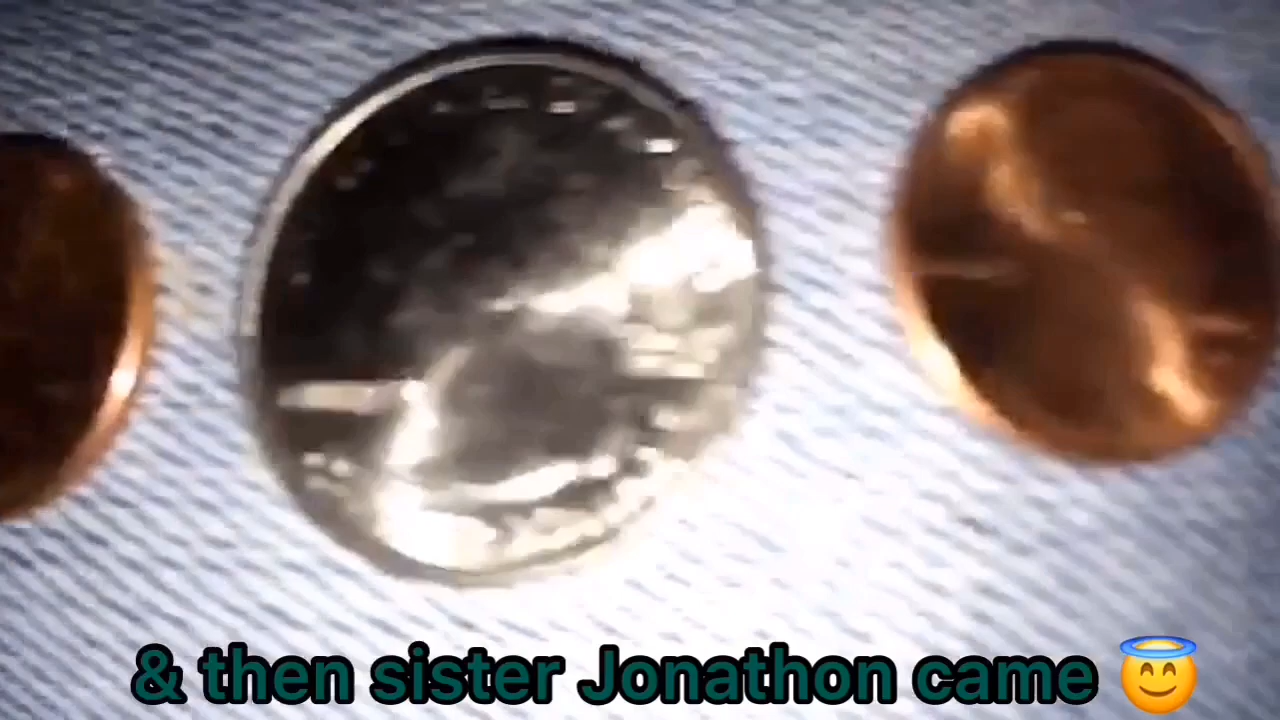 & then sister Jonathon came 😇